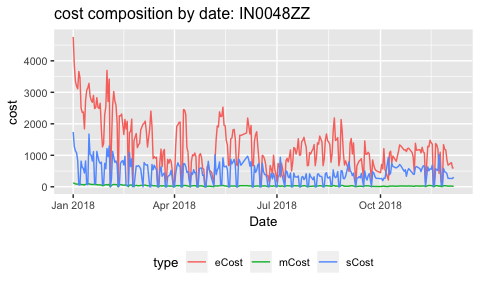 cost composition by date: IN0048ZZ
4000
3000
2000
1000
0
cost
Jan 2018 Apr 2018 Jul 2018 Oct 2018
Date
type eCost mCost sCost